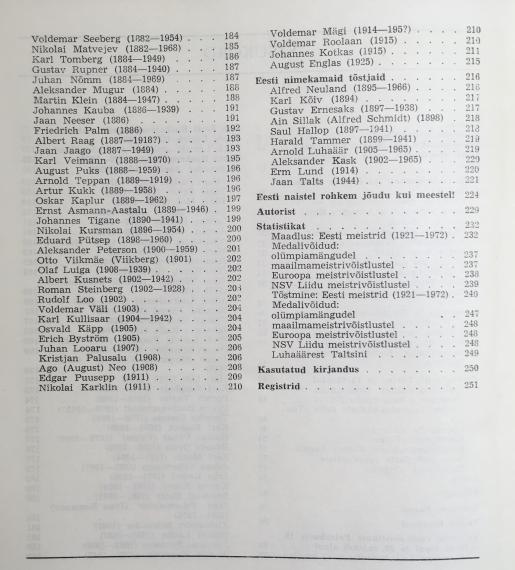 Voldemar Seeberg (1882—1954) . . . 184
Nikolai Matvejev (1882—1968) . . . 185
Karl Tomberg (1884—1949) . . . . 186
Gustav Rupner (1884—1940) . . . . 187
Juhan Nõmm (1884—1969) . . . . 187
Aleksander Mugur (1884) . . . . . 188
Martin Klein (1884—1947) . . . . . 188
Johannes Kauba (1886—1939) . . . . 191
Jaan Neeser (1886) . . . . . . . 191
Friedrich Palm (1886) . . . . . . 192
Albert Raag (1887—1918?) . . . . . 193
Jaan Jaago (1887—1949) . . . . . 193
Karl Veimann (1888—1970) . . . . . 195
August Puks (1888—1959) . . . . . 196
Arnold Teppan (1889—1919) . . . . 196
Artur Kukk (1889—1958) . . . . . 196
Oskar Kaplur (1889—1962) . . . . . 197
Ernst Asmann-Aastalu (1889—1946) . 199
Johannes Tigane (1890—1941) . . . . 199
Nikolai Kursman (1896—1954) . . . . 200
Eduard Pütsep (1898—1960) . . . . 200
Aleksander Peterson (1900—1959) . . 201
Otto Viikmäe (Viikberg) (1901) . . . 202
Olaf Luiga (1908—1939) . . . . . . 202
Albert Kusnets (1902—1942) . . . . 202
Roman Steinberg (1902—1928) . . . .
Rudolf Loo (1902) . . . . . . . 202
Voldemar Väli (1903) . . . . . . 204
Karl Kullisaar (1904—1942) . . . . 204
Osvald Käpp (1905) . . . . . . . 204
Erich Byström (1905) . . . . . . 205
Juhan Looaru (1907) . . . . . . 206
Kristjan Palusalu (1908) . . . . . 206
Ago (August) Neo (1908) . . . . . 208
Edgar Puusepp (1911) . . . . . . 209
Nikolai Karklin (1911) . . . . . . 210
Voldemar Mägi (1914—195?) . . . . 210
Voldemar Roolaan (1915) . . . . . 210
Johannes Kotkas (1915) . . . . . 211
August Englas (1925) . . . . . . 215
Eesti nimekamaid tõstjaid . . . . . 216
Alfred Neuland (1895—1966) . . . . 216
Karl Kõiv (1894) . . . . . . . 217
Gustav Ernesaks (1897—1938) . . . 217
Ain Sillak (Alfred Schmidt) (1898) . 218
Saul Hallop (1897—1941) . . . . . 218
Harald Tammer (1899—1941) . . . 219
Arnold Luhaäär (1905—1965) . . . . 219
Aleksander Kask (1902—1965) . . . 220
Erm Lund (1914) . . . . . . . 220
Jaan Talts (1944) . . . . . . . 221
Eesti naistel rohkem jõudu kui meestel! 224
Autorist . . . . . . . . . . 229
Statistikat . . . . . . . . . 232
Maadlus: Eesti meistrid (1921—1972) . 232
Medalivõidud:
olümpiamängudel . . . . . . . 237
maailmameistrivõistlustel . . . . 237
Euroopa meistrivõistlustel . . . . 238
NSV Liidu meistrivõistlustel . . . 239
Tõstmine: Eesti meistrid (1921—1972) . 240
Medalivõidud:
olümpiamängudel . . . . . . . 247
maailmameistrivõistlustel . . . . 248
Euroopa meistrivõistlustel . . . . 248
NSV Liidu meistrivõistlustel . . . 248
Luhaäärest Taltsini . . . . . . 249
Kasutatud kirjandus . . . . . . . 250
Registrid . . . . . . . . . . 251